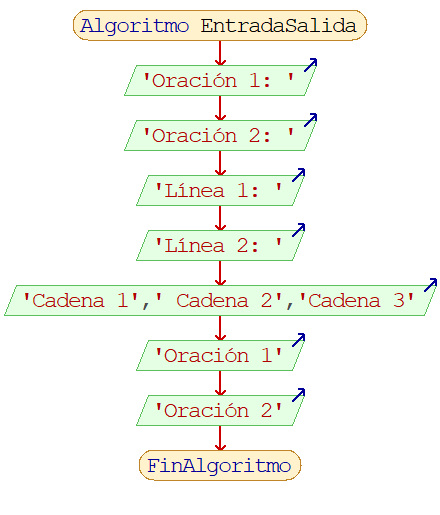 Algoritmo EntradaSalida
'Oración 1: '
'Oración 2: '
'Línea 1: '
'Línea 2: '
'Cadena 1',' Cadena 2','Cadena 3'
'Oración 1'
'Oración 2'
FinAlgoritmo